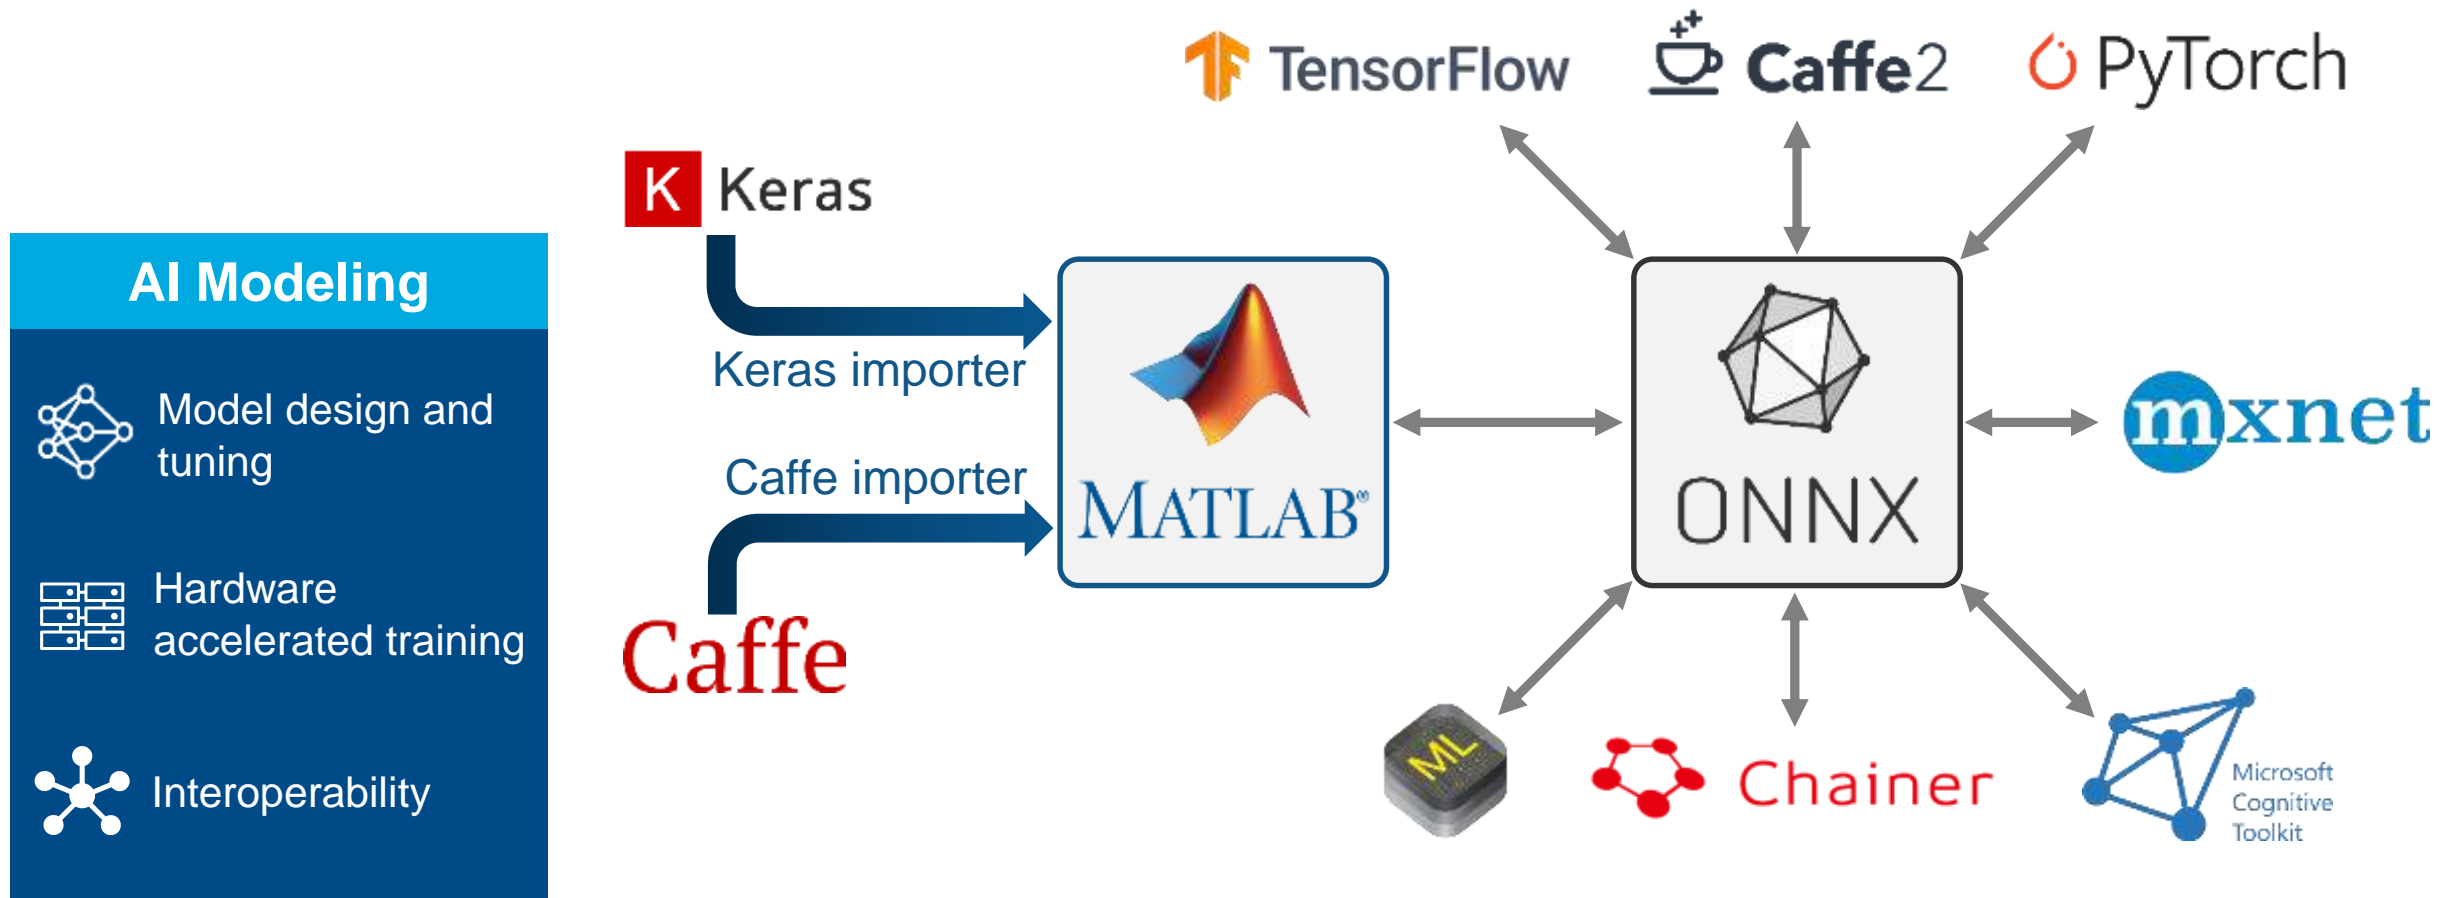 AI Modeling
Model design and
tuning
Hardware
accelerated training
Interoperability
K Keras
Keras importer
Caffe importer
Caffe
MATLAB®
TensorFlow
Caffe2
PyTorch
ONNX
mxnet
ML
Chainer
Microsoft
Cognitive
Toolkit